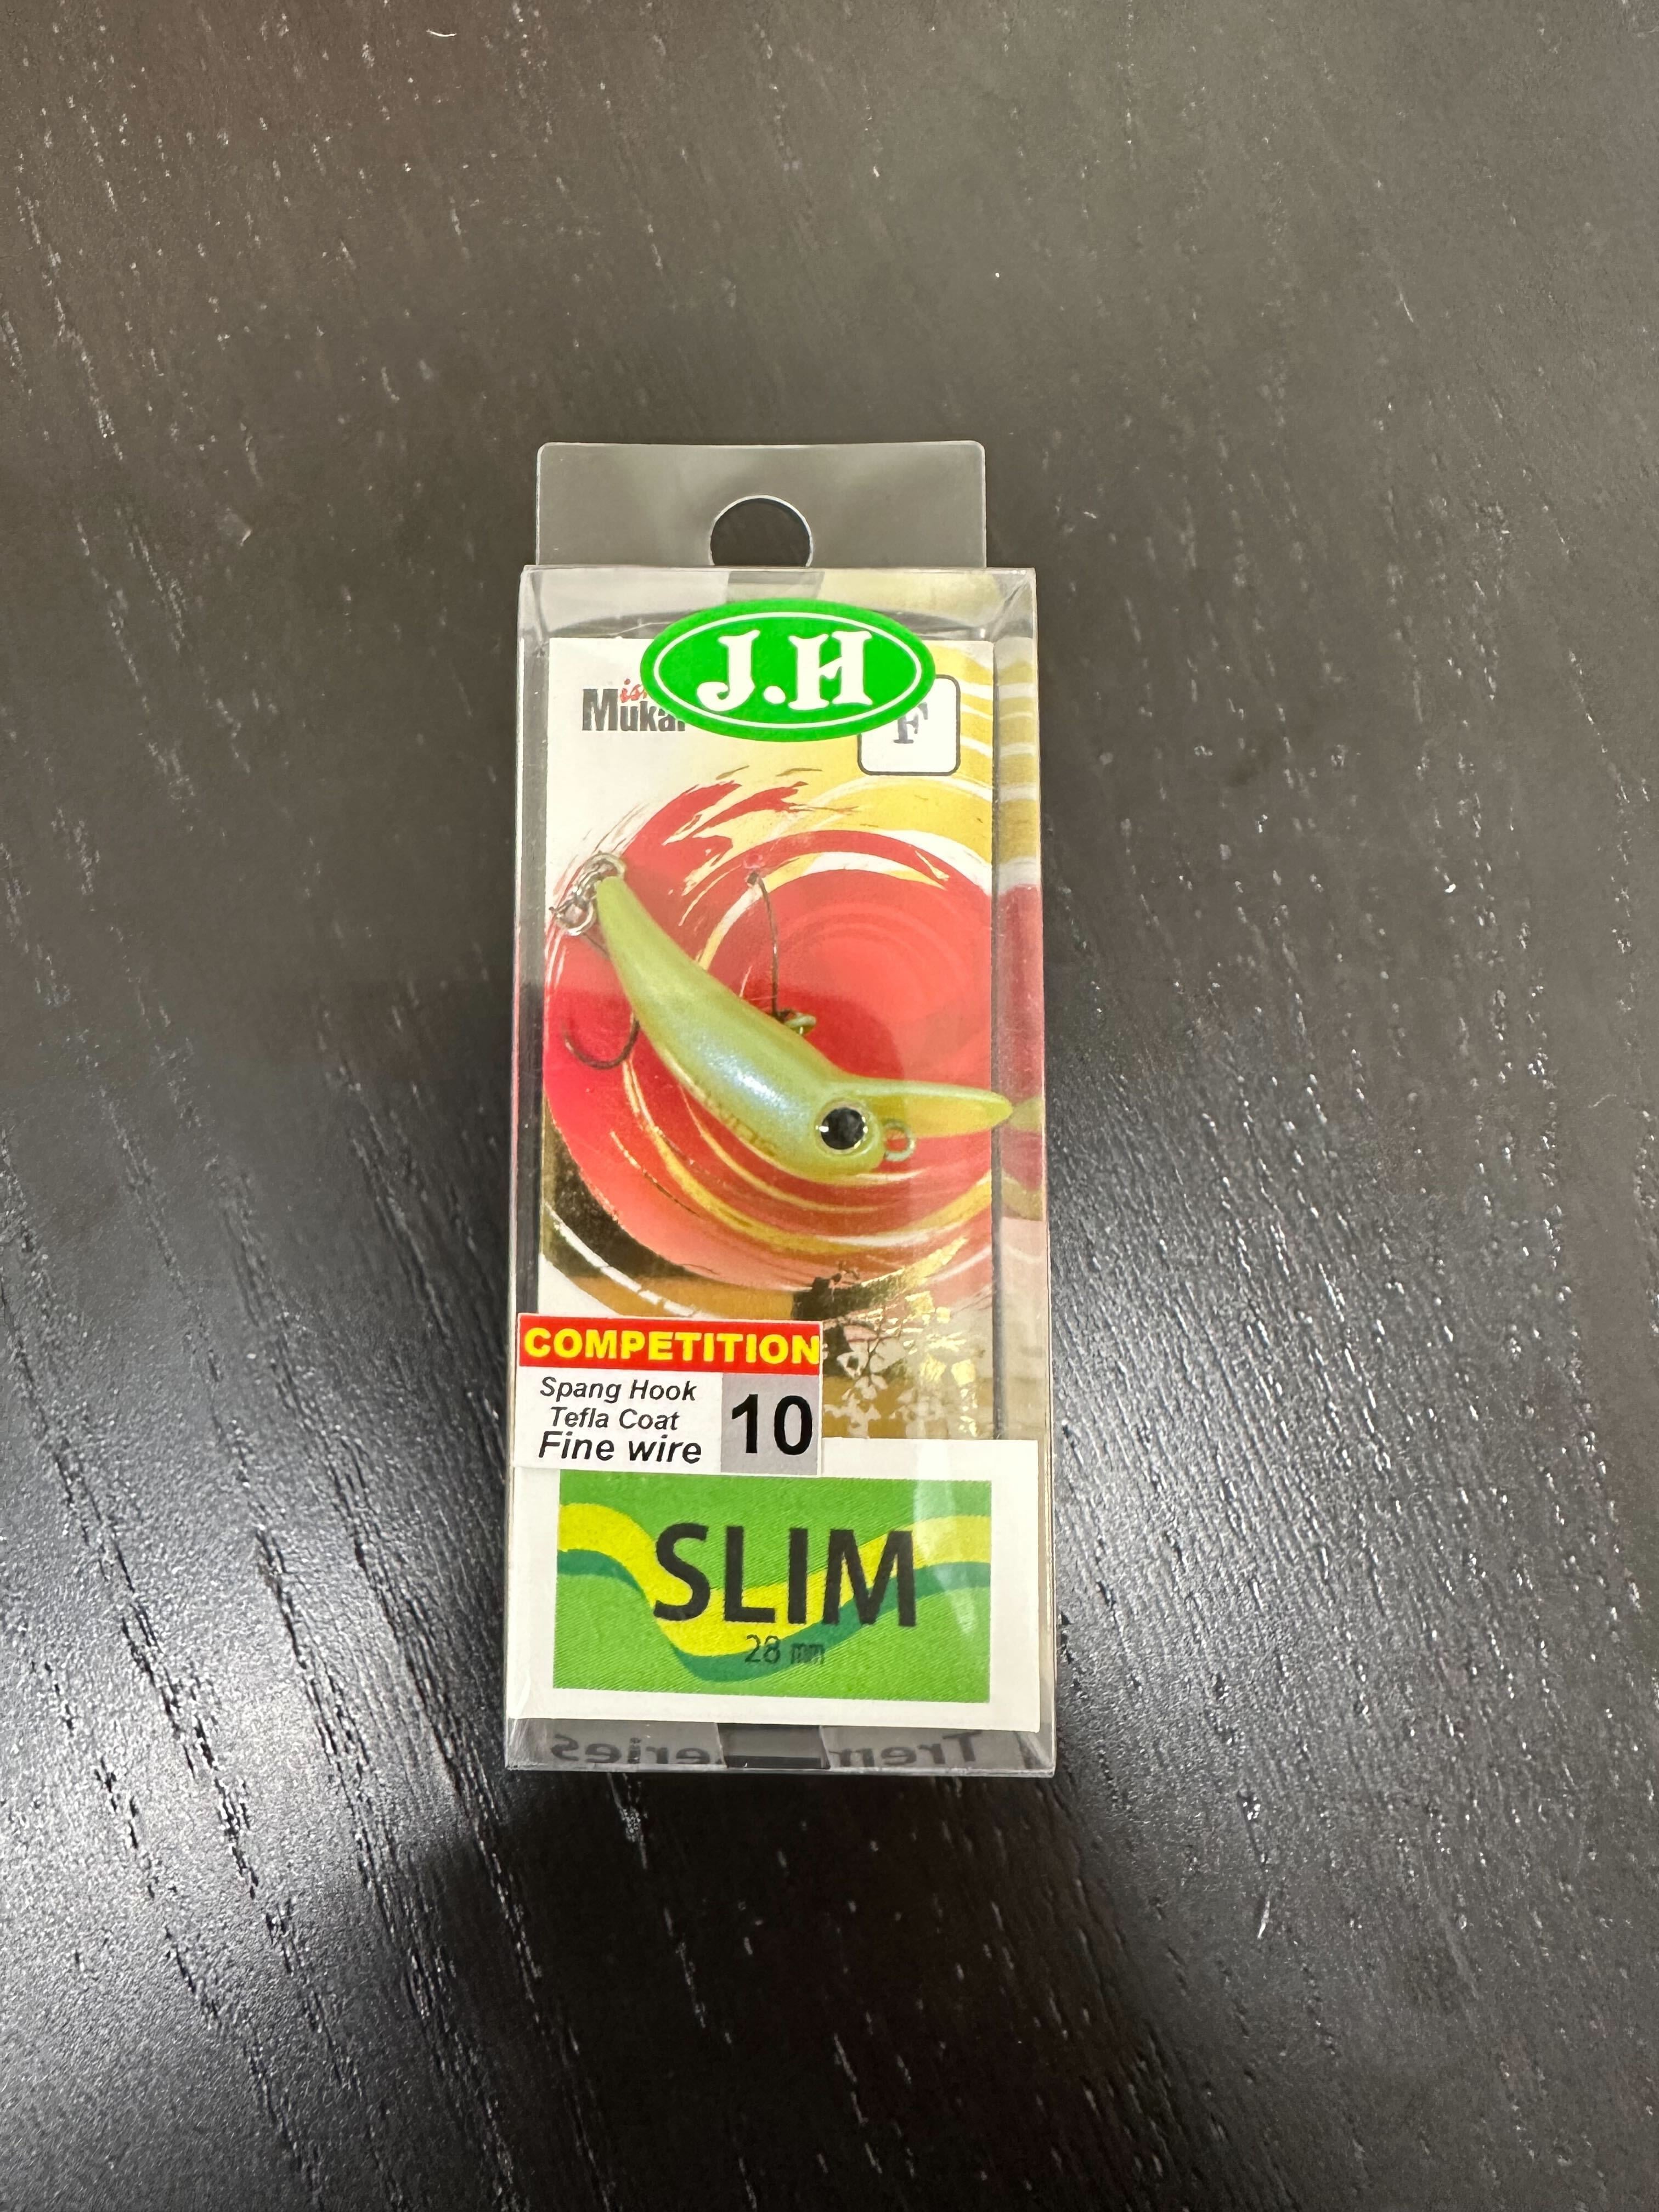 J.H
Mukai
F
COMPETITION
Spang Hook
Tefla Coat
Fine wire
10
SLIM
28 mm